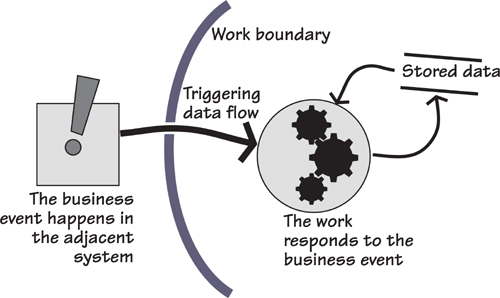 Work boundary
Stored data
Triggering
data flow
The business
event happens in
the adjacent
system
The work
responds to the
business event